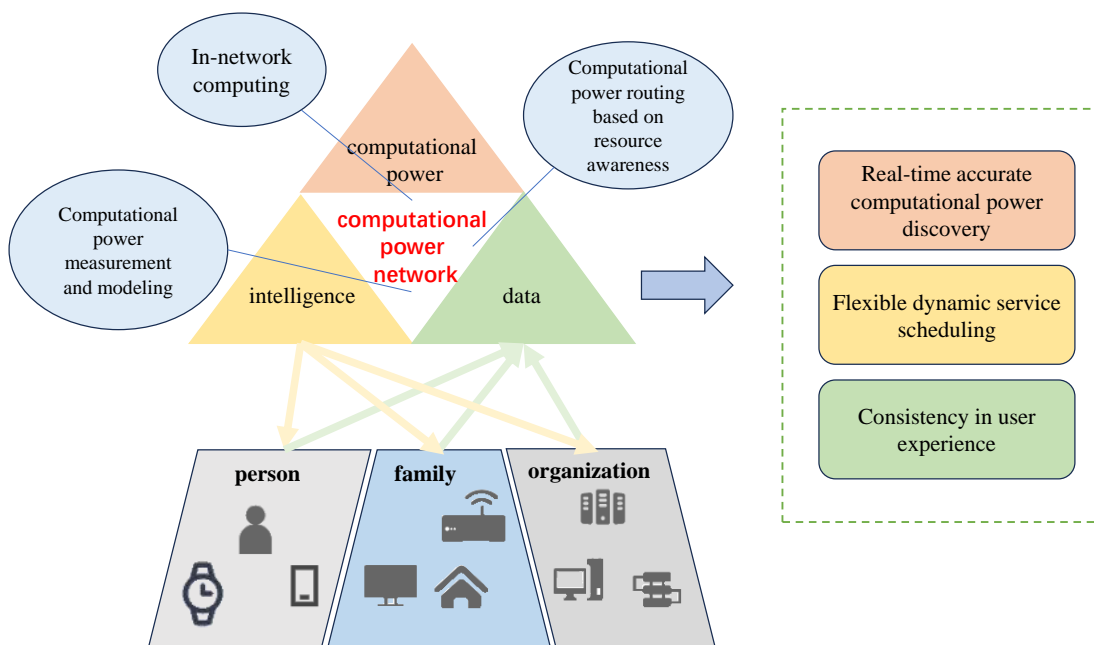 In-network
computing
Computational
power routing
based on
resource
awareness
computational
power
Computational
power
measurement
and modeling
computational
power
network
intelligence
data
Real-time accurate
computational power
discovery
Flexible dynamic service
scheduling
Consistency in user
experience
person
family
organization